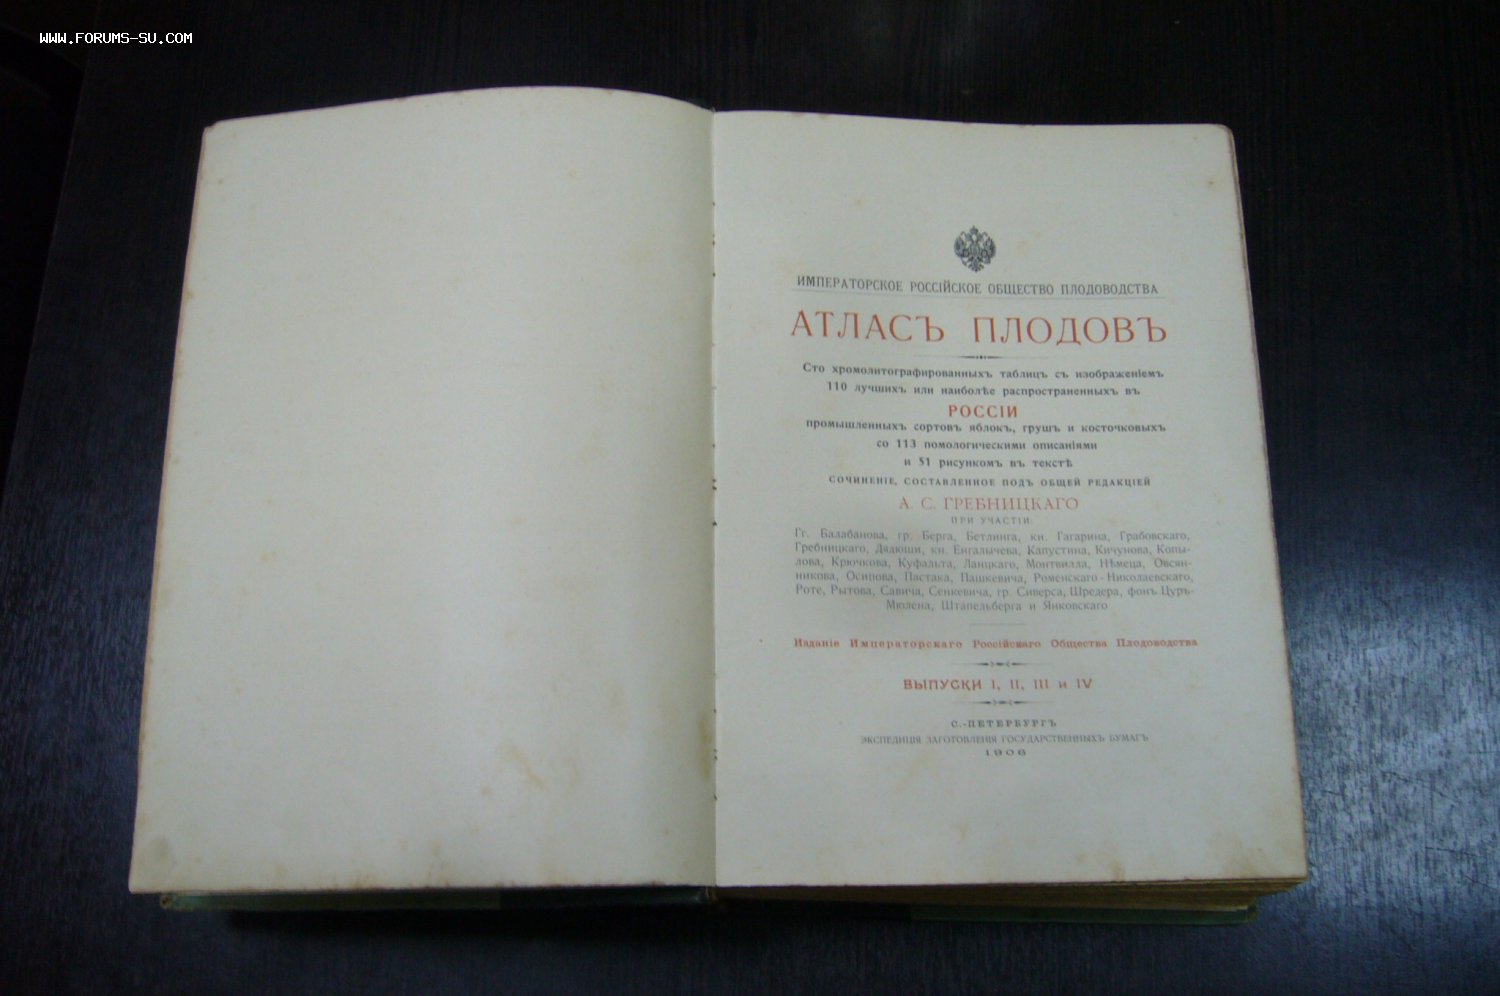 WWW.FORUMS-SU.COM
ИМПЕРАТОРСКОЕ РОССІЙСКОЕ ОБЩЕСТВО ПЛОДОВОДСТВА
АТЛАСЪ ПЛОДОВЪ
Сто хромолитографированныхъ таблицъ съ изображеніемъ
110 лучшихъ или наиболѣе распространенныхъ въ
РОССІИ
промышленныхъ сортовъ яблокъ, грушъ и косточковыхъ
со 113 помологическими описаніями
и 51 рисункомъ въ текстѣ
СОЧИНЕНІЕ, СОСТАВЛЕННОЕ ПОДЪ ОБЩЕЙ РЕДАКЦІЕЙ
А. С. ГРЕБНИЦКАГО
ПРИ УЧАСТІИ:
Гг. Балабанова, гр. Берга, Бетлинга, кн. Гагарина, Грабовскаго,
Гребницкаго, Дядюши, кн. Енгалычева, Капустина, Кичунова, Копы-
лова, Крючкова, Куфальта, Ланцкаго, Монтвилла, Нѣмеца, Овсян-
никова, Осипова, Пастака, Пашкевича, Роменскаго-Николаевскаго,
Роте, Рытова, Савича, Сенкевича, гр. Сиверса, Шредера, фонъ Цуръ-
Мюлена, Штапельберга и Янковскаго
Изданіе Императорскаго Россійскаго Общества Плодоводства
ВЫПУСКИ I, II, III и IV
С.-ПЕТЕРБУРГЪ
ЭКСПЕДИЦІЯ ЗАГОТОВЛЕНІЯ ГОСУДАРСТВЕННЫХЪ БУМАГЪ
1906